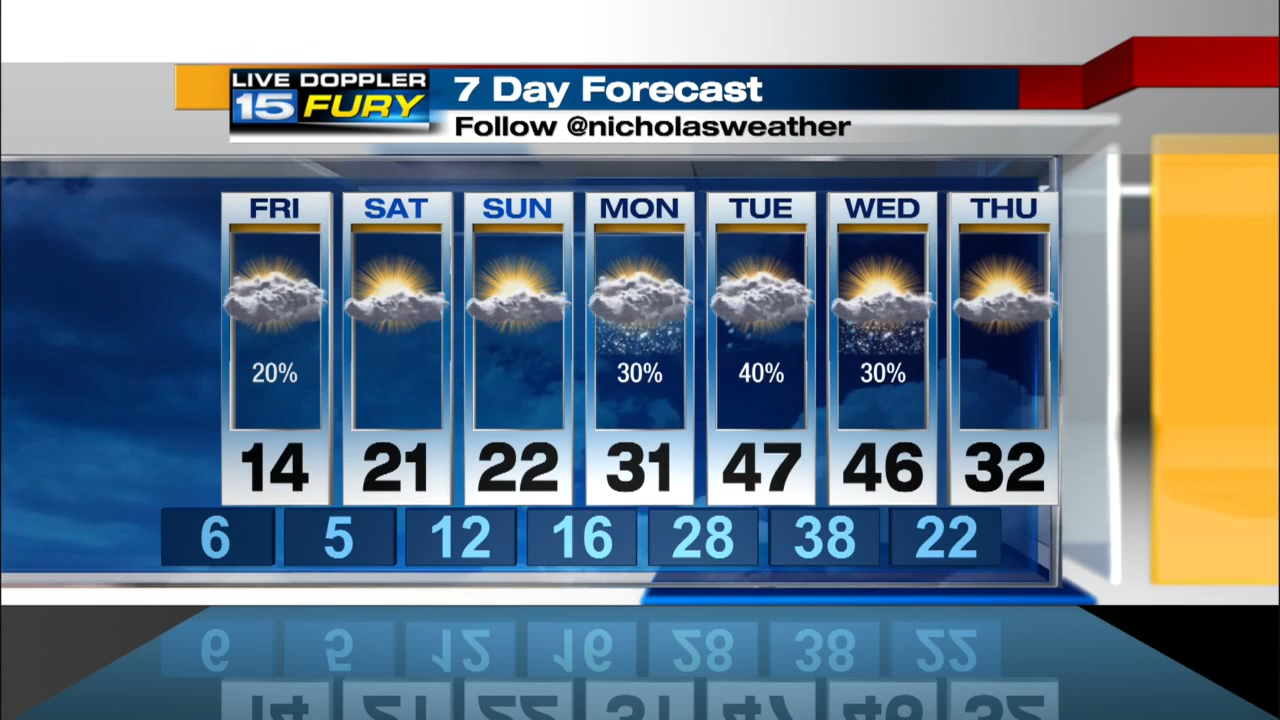 LIVE DOPPLER
15 FURY
7 Day Forecast
Follow @nicholasweather
FRI SAT SUN MON TUE WED THU
20% 30% 40% 30%
14 21 22 31 47 46 32
6 5 12 16 28 38 22